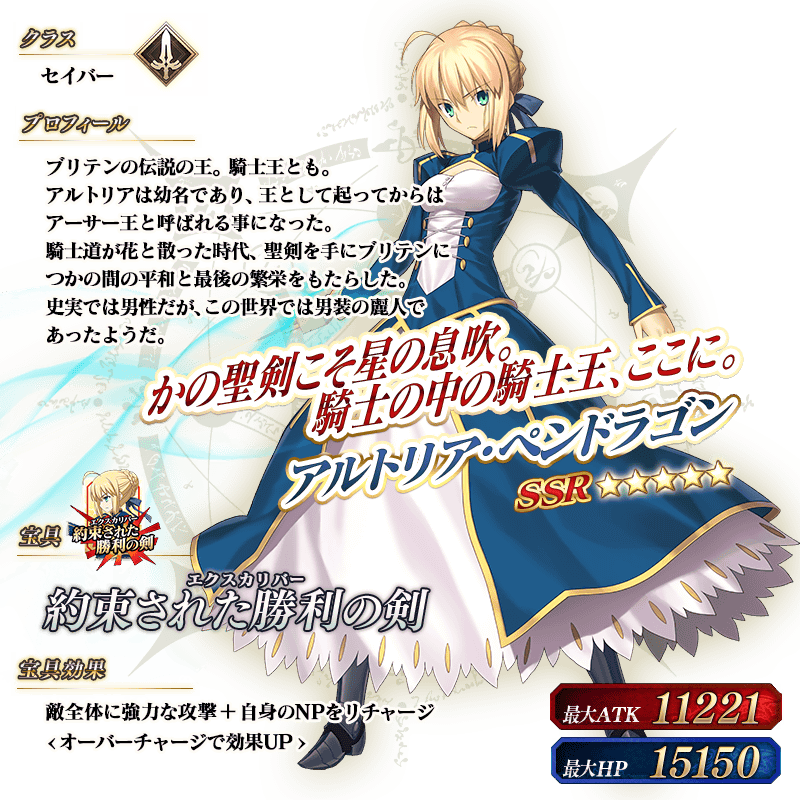 クラス
セイバー
プロフィール
ブリテンの伝説の王。騎士王とも。
アルトリアは幼名であり、王として起ってからは
アーサー王と呼ばれる事になった。
騎士道が花と散った時代、聖剣を手にブリテンに
つかの間の平和と最後の繁栄をもたらした。
史実では男性だが、この世界では男装の麗人で
あったようだ。
かの聖剣こそ星の息吹。
騎士の中の騎士王、ここに。
アルトリア・ペンドラゴン
SSR ★★★★★
宝具
エクスカリバー
約束された
勝利の剣
エクスカリバー
約束された勝利の剣
宝具効果
敵全体に強力な攻撃＋自身のNPをリチャージ
<オーバーチャージで効果UP>
最大ATK 11221
最大HP 15150